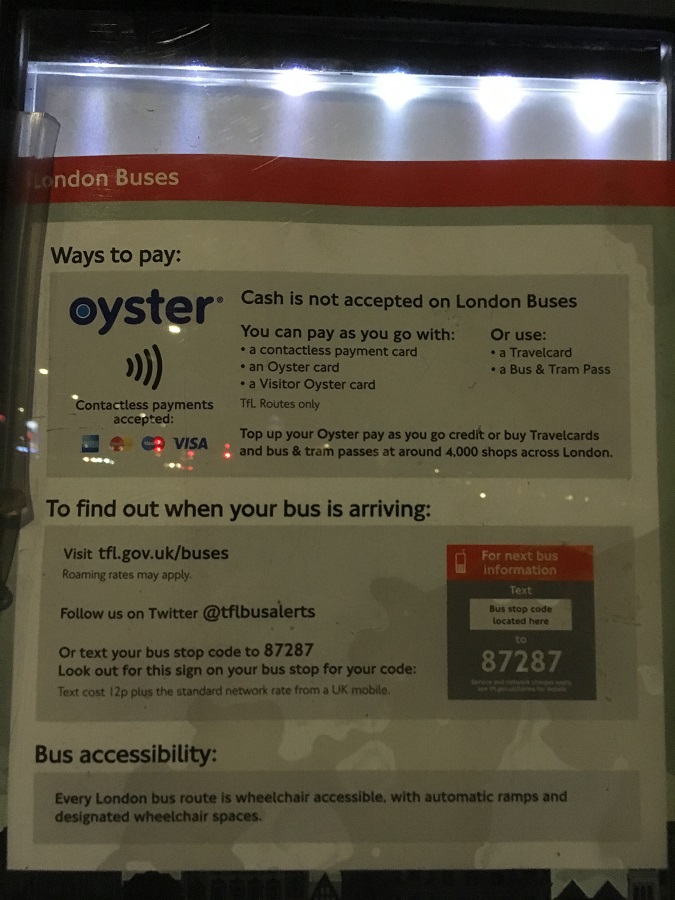 London Buses
Ways to pay:
oyster
Contactless payments
accepted:
VISA
Cash is not accepted on London Buses
You can pay as you go with:
• a contactless payment card
• an Oyster card
• a Visitor Oyster card
TfL Routes only
Or use:
• a Travelcard
• a Bus & Tram Pass
Top up your Oyster pay as you go credit or buy Travelcards
and bus & tram passes at around 4,000 shops across London.
To find out when your bus is arriving:
Visit tfl.gov.uk/buses
Roaming rates may apply.
Follow us on Twitter @tflbusalerts
Or text your bus stop code to 87287
Look out for this sign on your bus stop for your code:
Text cost 12p plus the standard network rate from a UK mobile.
For next bus
information
Text
Bus stop code
located here
to
87287
Bus accessibility:
Every London bus route is wheelchair accessible, with automatic ramps and
designated wheelchair spaces.